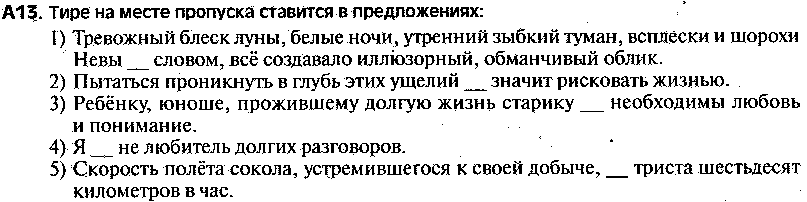 А13. Тире на месте пропуска ставится в предложениях:
1) Тревожный блеск луны, белые ночи, утренний зыбкий туман, всплески и шорохи
Невы __ словом, всё создавало иллюзорный, обманчивый облик.
2) Пытаться проникнуть в глубь этих ущелий __ значит рисковать жизнью.
3) Ребёнку, юноше, прожившему долгую жизнь старику __ необходимы любовь
и понимание.
4) Я __ не любитель долгих разговоров.
5) Скорость полёта сокола, устремившегося к своей добыче, __ триста шестьдесят
километров в час.